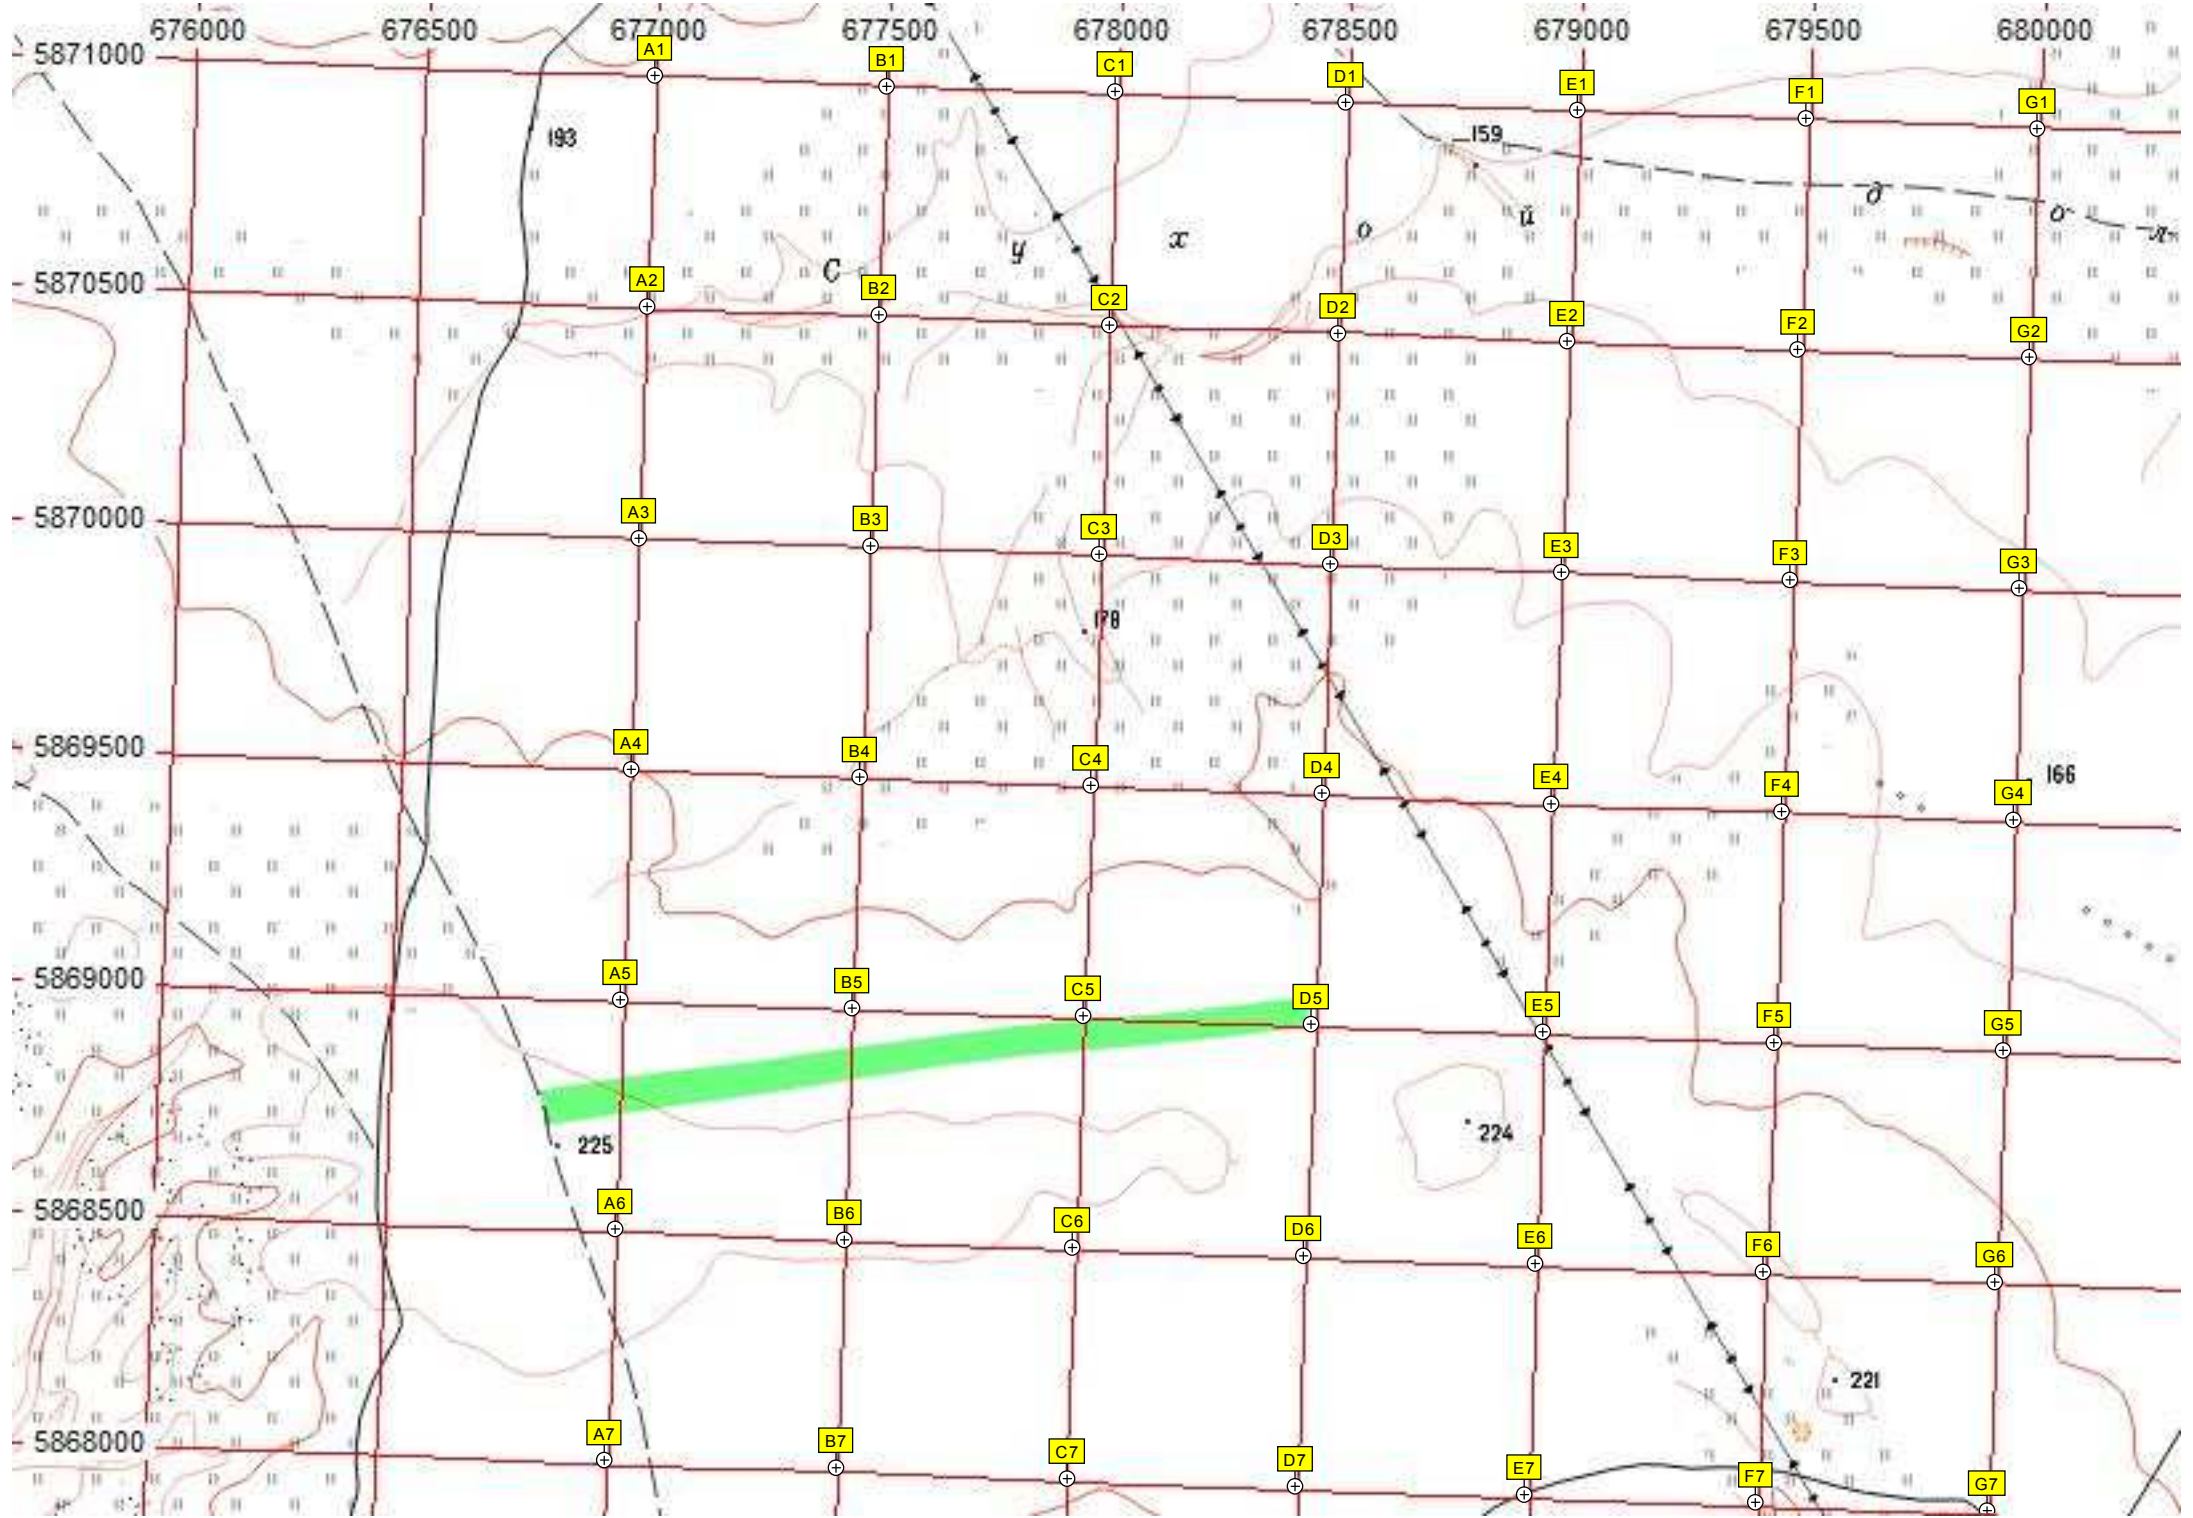 676000 676500 677000 677500 678000 678500 679000 679500 680000
5871000
A1 B1 C1 D1 E1 F1 G1
193
159
С у х о й д о л
5870500
A2 B2 C2 D2 E2 F2 G2
5870000
A3 B3 C3 D3 E3 F3 G3
178
5869500
A4 B4 C4 D4 E4 F4 G4
166
5869000
A5 B5 C5 D5 E5 F5 G5
225
224
5868500
A6 B6 C6 D6 E6 F6 G6
221
5868000
A7 B7 C7 D7 E7 F7 G7